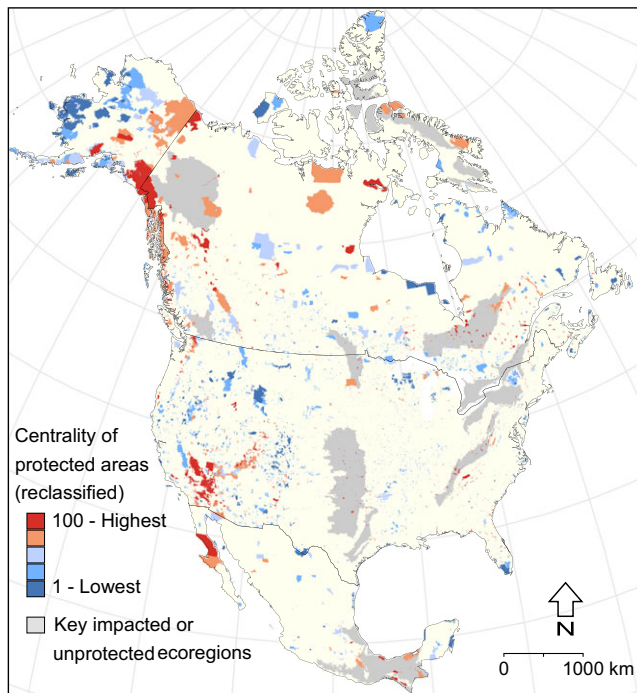 Centrality of
protected areas
(reclassified)
100 - Highest
1 - Lowest
Key impacted or
unprotected ecoregions
N
0 1000 km